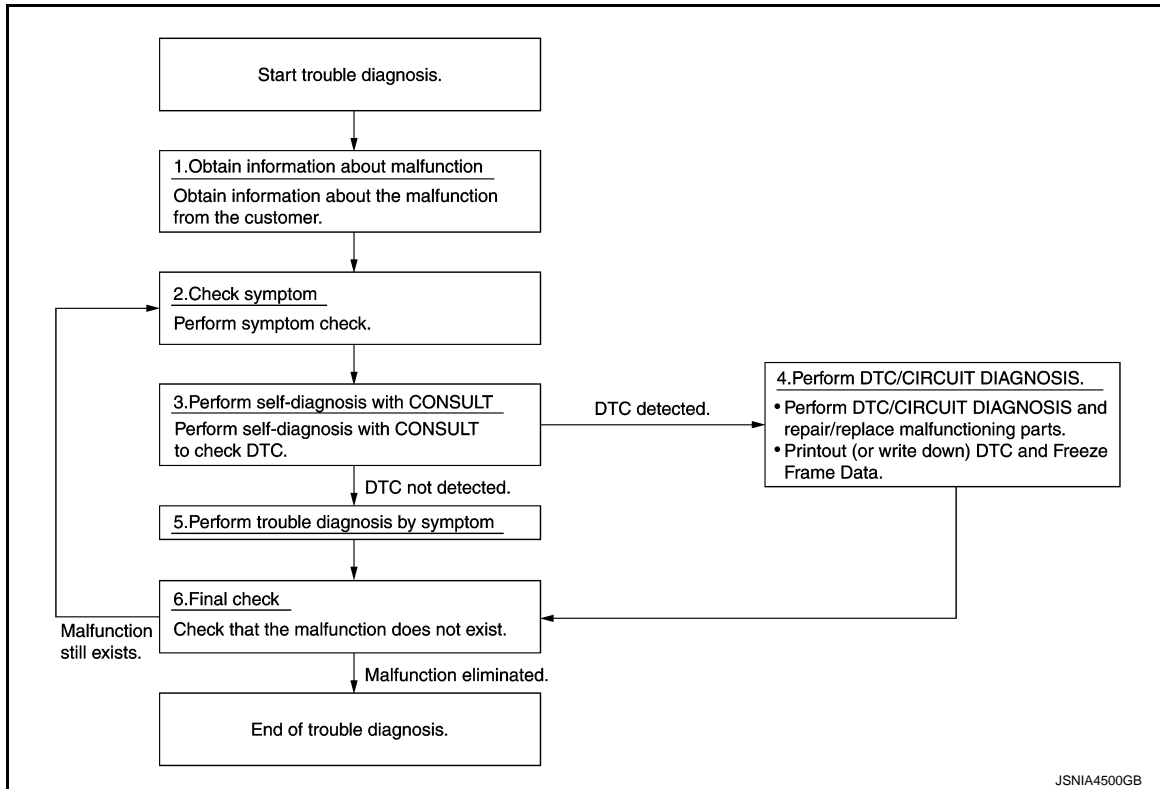 Start trouble diagnosis.
1.Obtain information about malfunction
Obtain information about the malfunction
from the customer.
2.Check symptom
Perform symptom check.
3.Perform self-diagnosis with CONSULT
Perform self-diagnosis with CONSULT
to check DTC.
DTC detected.
4.Perform DTC/CIRCUIT DIAGNOSIS.
• Perform DTC/CIRCUIT DIAGNOSIS and
repair/replace malfunctioning parts.
• Printout (or write down) DTC and Freeze
Frame Data.
DTC not detected.
5.Perform trouble diagnosis by symptom
6.Final check
Check that the malfunction does not exist.
Malfunction
still exists.
Malfunction eliminated.
End of trouble diagnosis.
JSNIA4500GB